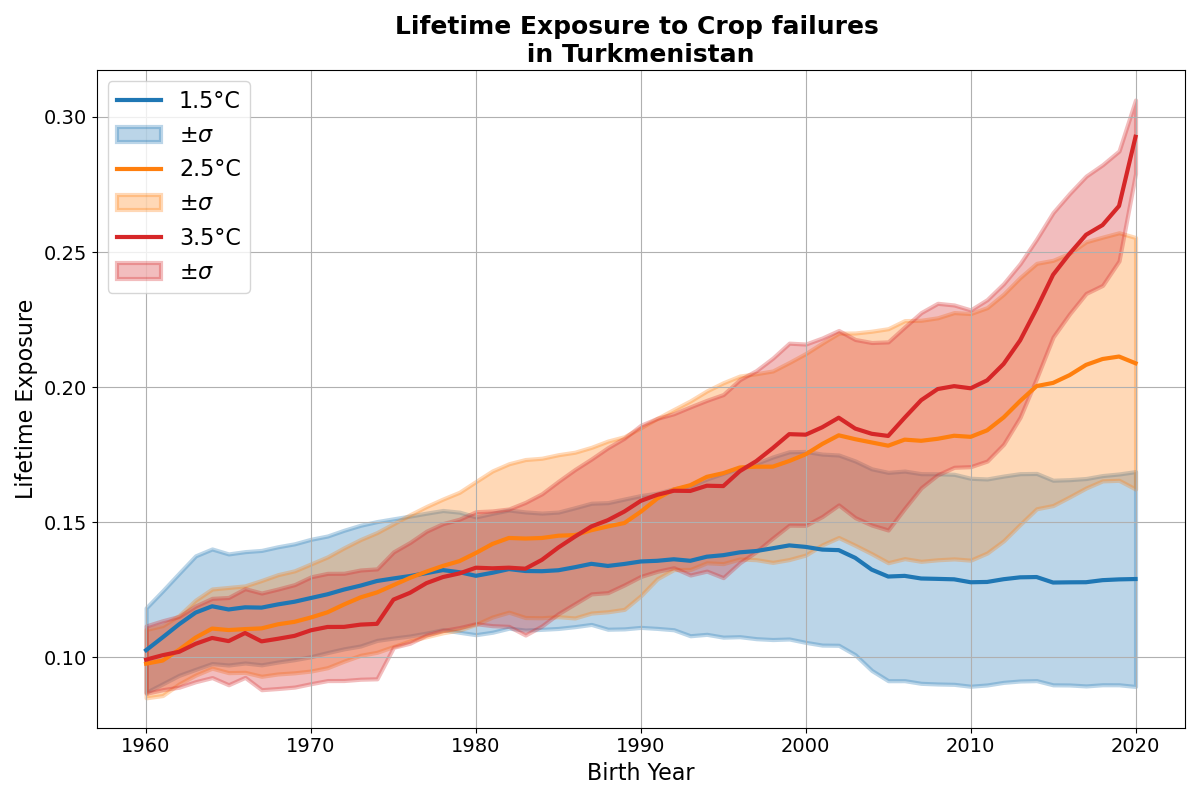 Lifetime Exposure to Crop failures
in Turkmenistan
1.5°C
±σ
2.5°C
±σ
3.5°C
±σ
Lifetime Exposure
0.30
0.25
0.20
0.15
0.10
1960 1970 1980 1990 2000 2010 2020
Birth Year